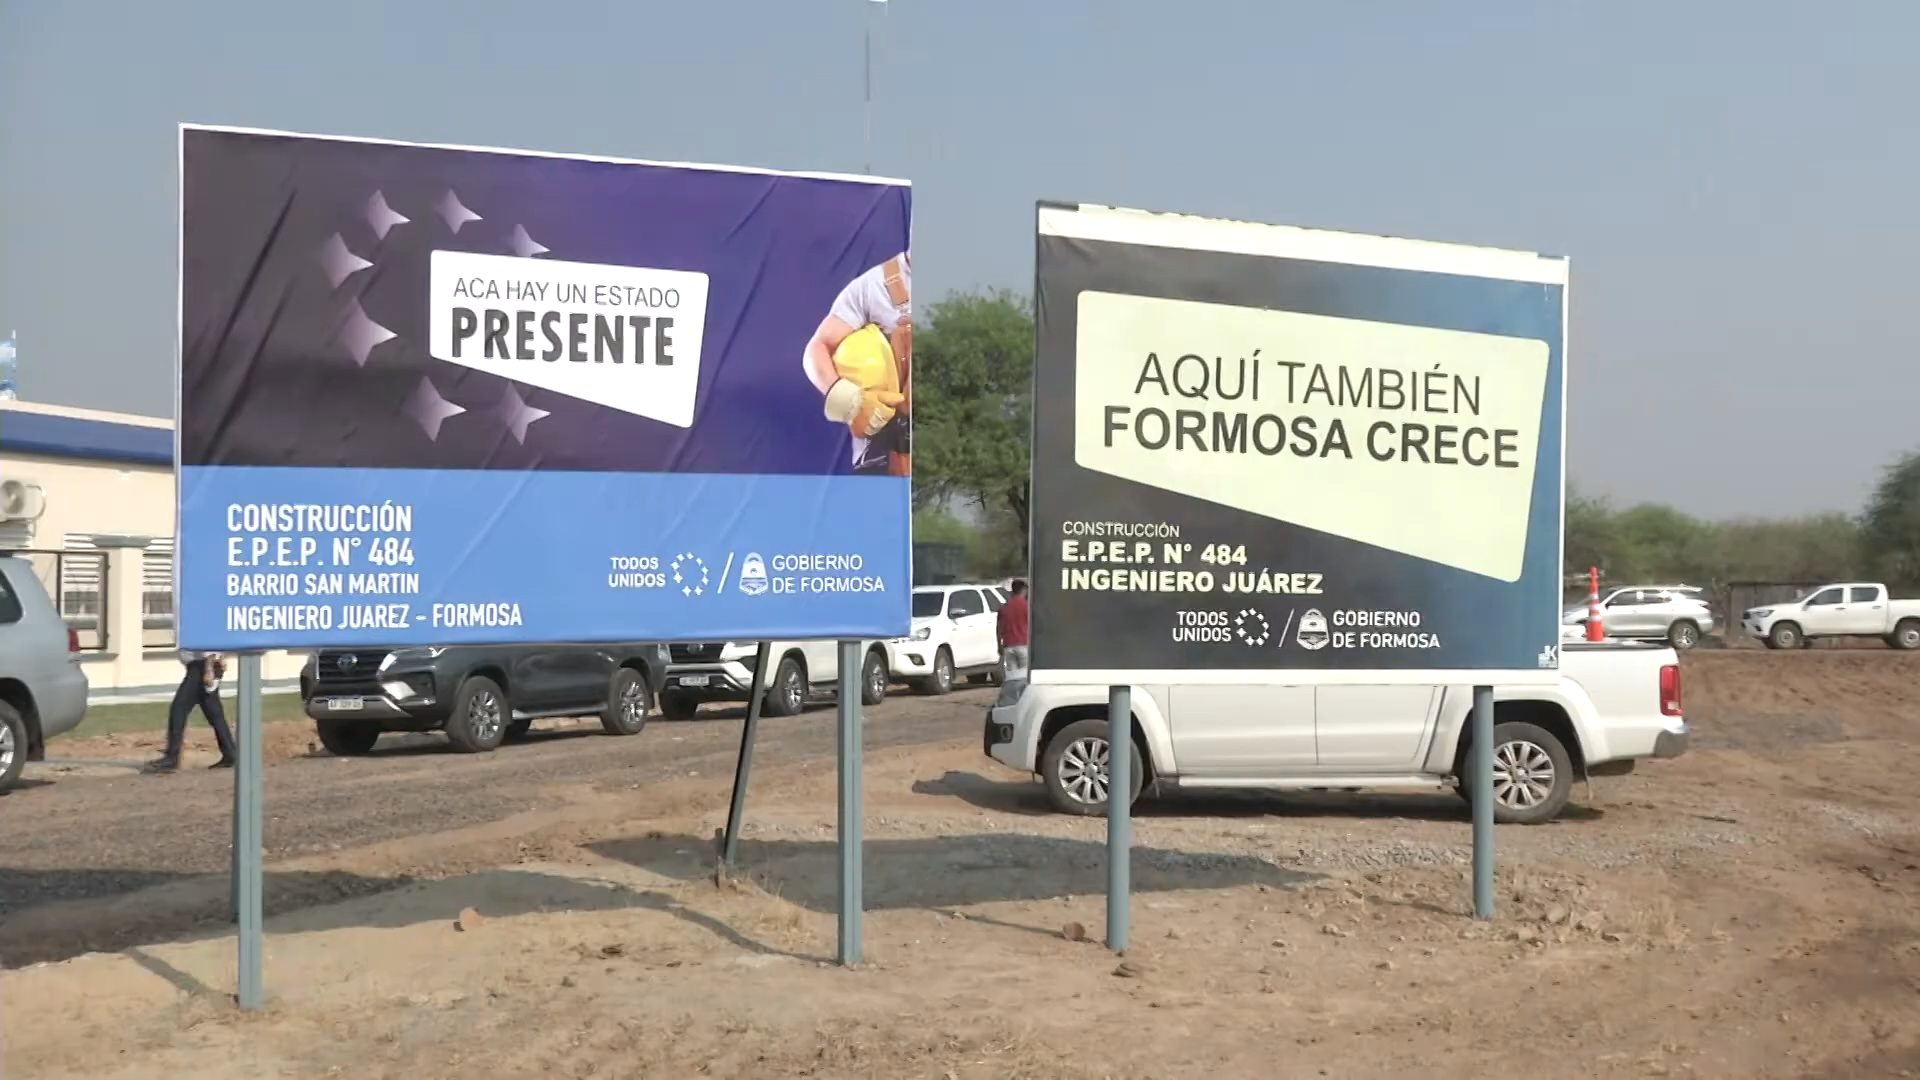 ACA HAY UN ESTADO
PRESENTE
CONSTRUCCIÓN
E.P.E.P. N° 484
BARRIO SAN MARTIN
INGENIERO JUAREZ - FORMOSA
TODOS
UNIDOS
GOBIERNO
DE FORMOSA
AQUÍ TAMBIÉN
FORMOSA CRECE
CONSTRUCCIÓN
E.P.E.P. N° 484
INGENIERO JUÁREZ
TODOS
UNIDOS
GOBIERNO
DE FORMOSA
JK